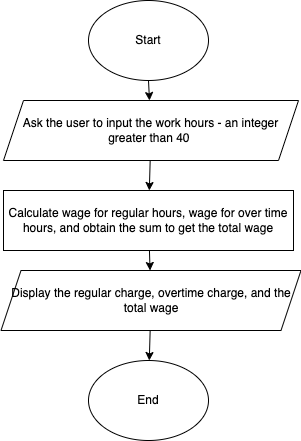 Start
Ask the user to input the work hours - an integer
greater than 40
Calculate wage for regular hours, wage for over time
hours, and obtain the sum to get the total wage
Display the regular charge, overtime charge, and the
total wage
End